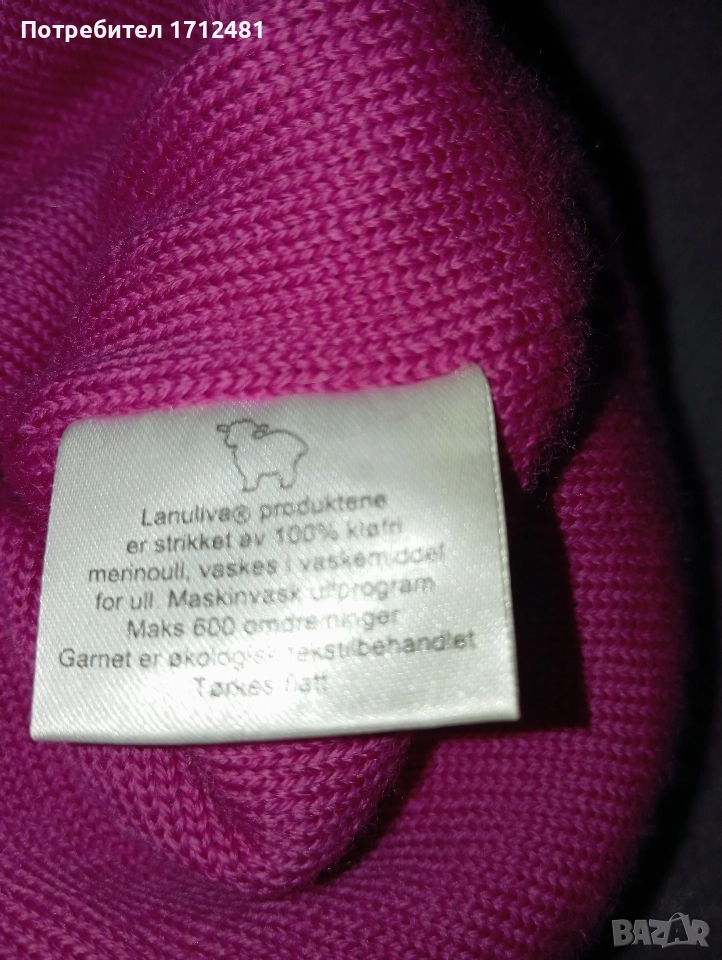 Потребител 1712481
Lanuliva® produktene
er strikket av 100% kløfri
merinoull, vaskes i vaskemiddel
for ull. Maskinvask ullprogram
Maks 600 omdreininger
Garnet er økologisk tekstilbehandlet
Tørkes flatt
BAZAR